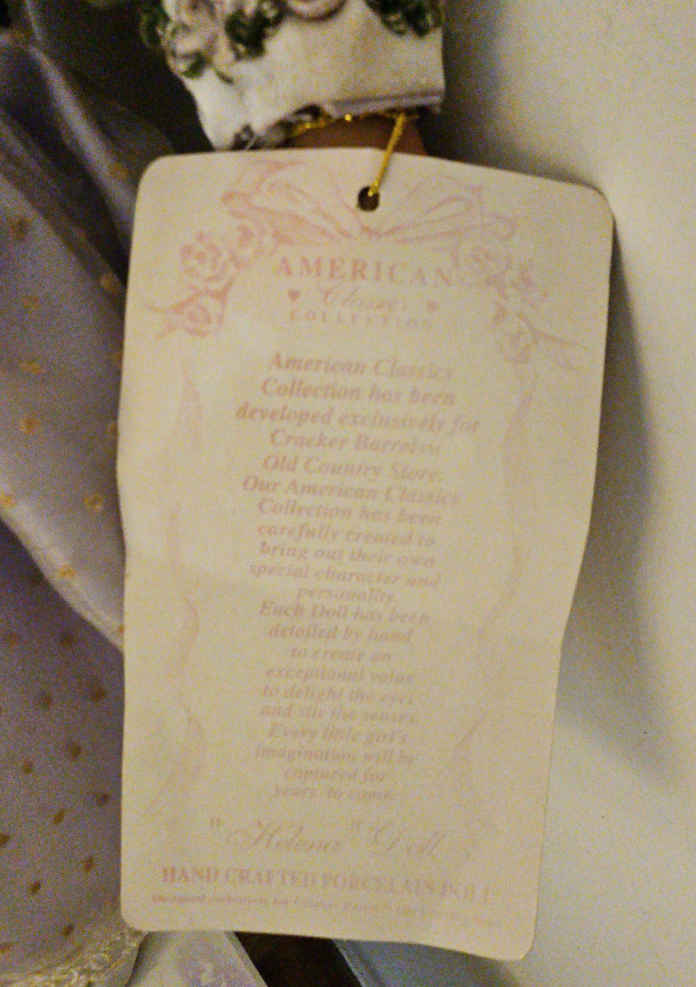 AMERICAN
Classic
COLLECTION
American Classics
Collection has been
developed exclusively for
Cracker Barrel
Old Country Store.
Our American Classics
Collection has been
carefully created to
bring out their own
special character and
personality.
Each Doll has been
detailed by hand
to create an
exceptional value
to delight the eyes
and stir the senses.
Every little girl's
imagination will be
captured for
years to come.
" Helena " Doll
HAND CRAFTED PORCELAIN DOLL